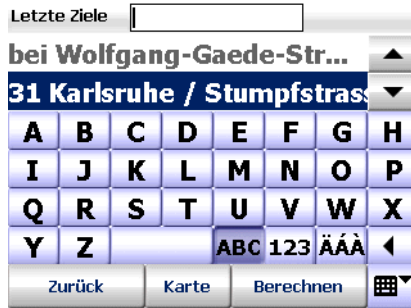 Letzte Ziele
bei Wolfgang-Gaede-Str...
31 Karlsruhe / Stumpfstrass
A B C D E F G H
I J K L M N O P
Q R S T U V W X
Y Z ABC 123 ÄÁÀ
Zurück Karte Berechnen